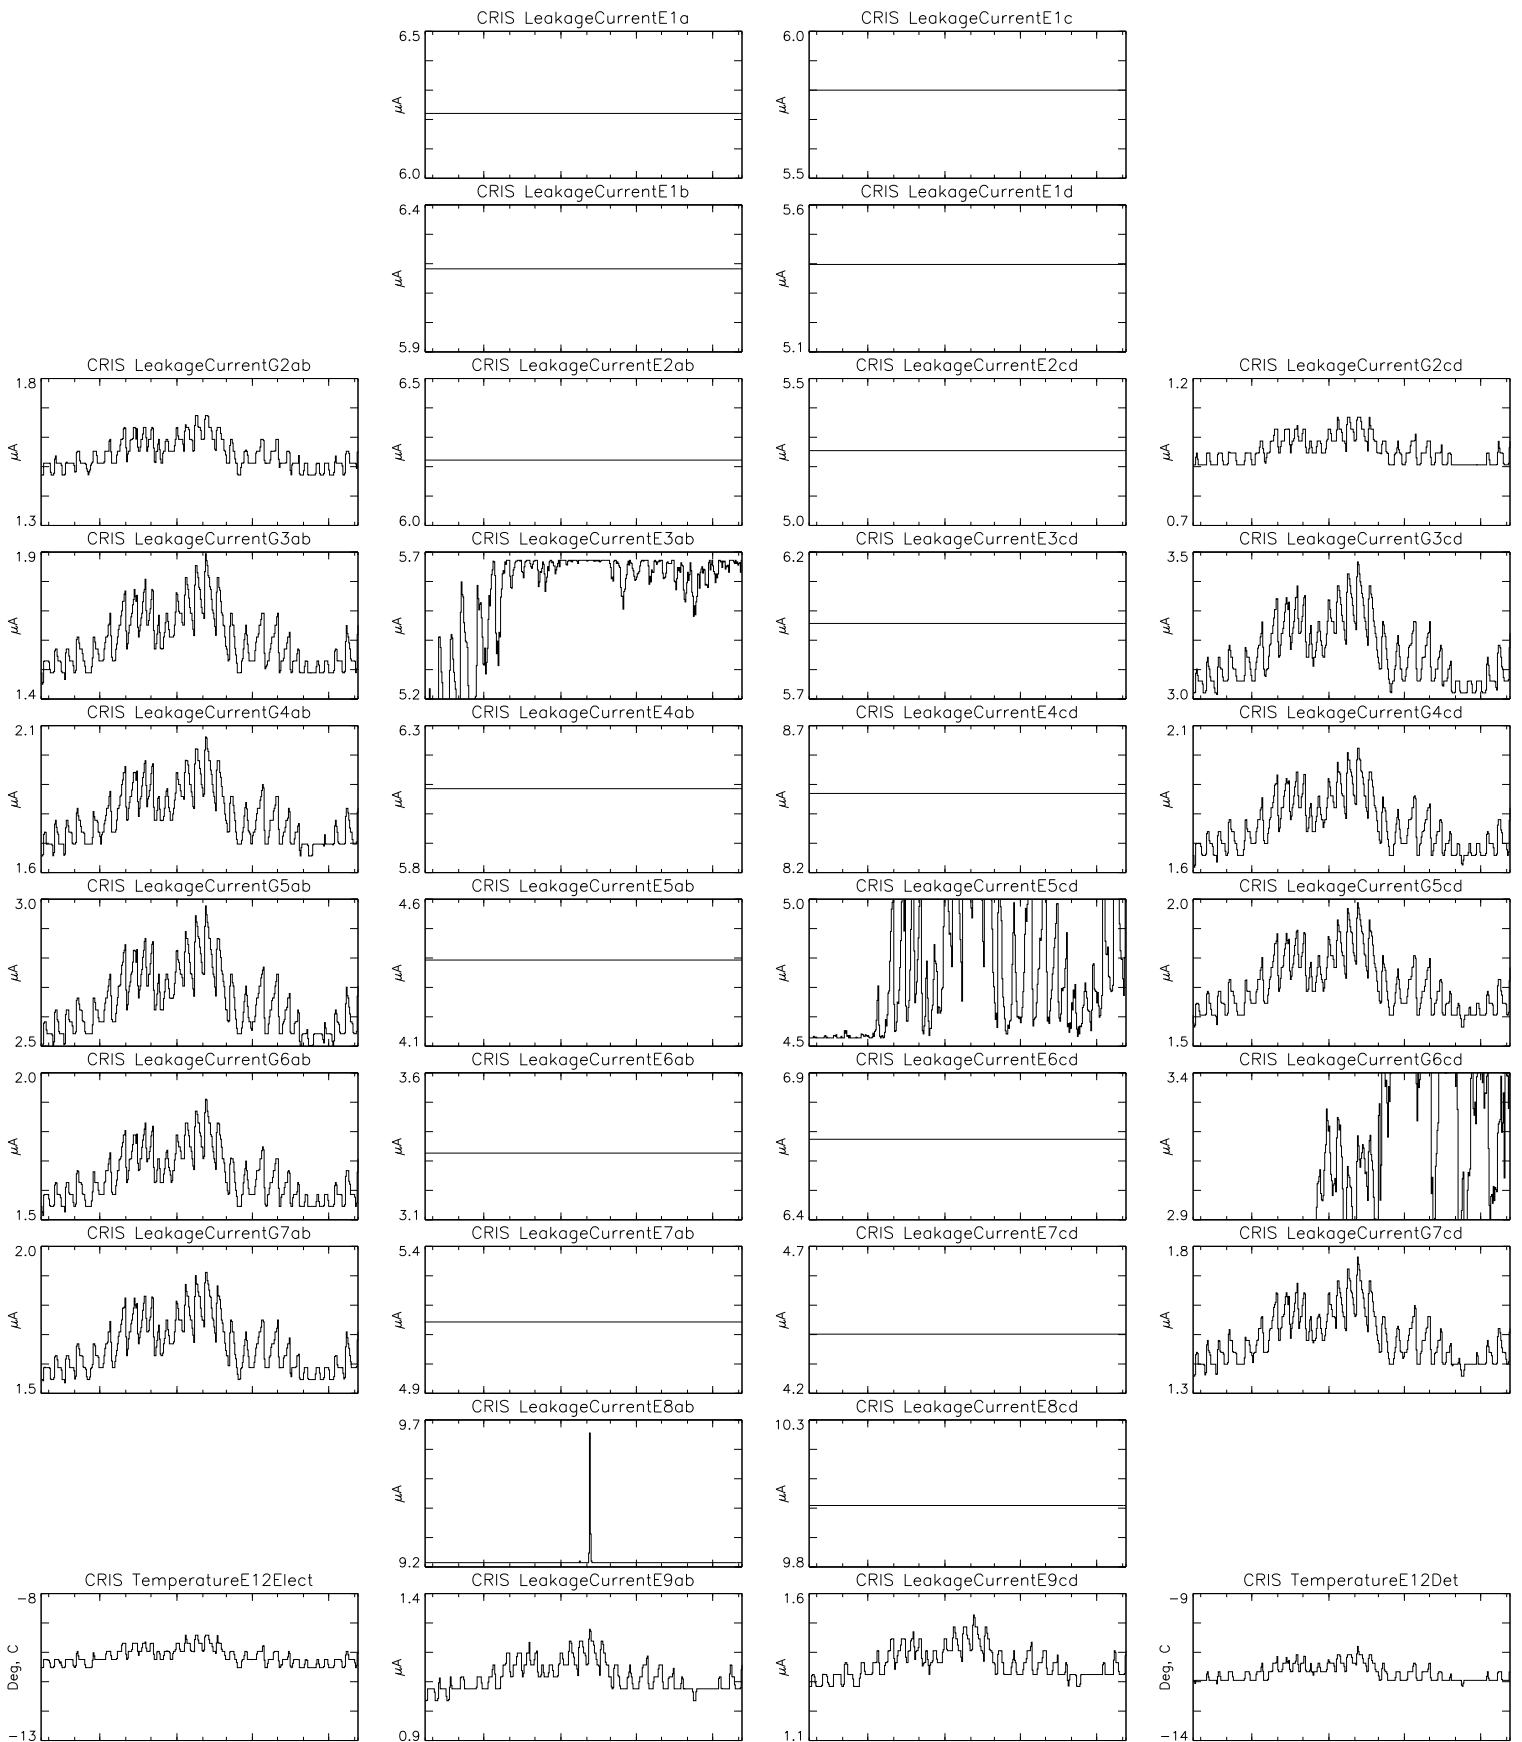 CRIS LeakageCurrentE1a
6.5
µA
6.0
CRIS LeakageCurrentE1c
6.0
µA
5.5
CRIS LeakageCurrentE1b
6.4
µA
5.9
CRIS LeakageCurrentE1d
5.6
µA
5.1
CRIS LeakageCurrentG2ab
1.8
µA
1.3
CRIS LeakageCurrentE2ab
6.5
µA
6.0
CRIS LeakageCurrentE2cd
5.5
µA
5.0
CRIS LeakageCurrentG2cd
1.2
µA
0.7
CRIS LeakageCurrentG3ab
1.9
µA
1.4
CRIS LeakageCurrentE3ab
5.7
µA
5.2
CRIS LeakageCurrentE3cd
6.2
µA
5.7
CRIS LeakageCurrentG3cd
3.5
µA
3.0
CRIS LeakageCurrentG4ab
2.1
µA
1.6
CRIS LeakageCurrentE4ab
6.3
µA
5.8
CRIS LeakageCurrentE4cd
8.7
µA
8.2
CRIS LeakageCurrentG4cd
2.1
µA
1.6
CRIS LeakageCurrentG5ab
3.0
µA
2.5
CRIS LeakageCurrentE5ab
4.6
µA
4.1
CRIS LeakageCurrentE5cd
5.0
µA
4.5
CRIS LeakageCurrentG5cd
2.0
µA
1.5
CRIS LeakageCurrentG6ab
2.0
µA
1.5
CRIS LeakageCurrentE6ab
3.6
µA
3.1
CRIS LeakageCurrentE6cd
6.9
µA
6.4
CRIS LeakageCurrentG6cd
3.4
µA
2.9
CRIS LeakageCurrentG7ab
2.0
µA
1.5
CRIS LeakageCurrentE7ab
5.4
µA
4.9
CRIS LeakageCurrentE7cd
4.7
µA
4.2
CRIS LeakageCurrentG7cd
1.8
µA
1.3
CRIS LeakageCurrentE8ab
9.7
µA
9.2
CRIS LeakageCurrentE8cd
10.3
µA
9.8
CRIS TemperatureE12Elect
-8
Deg, C
-13
CRIS LeakageCurrentE9ab
1.4
µA
0.9
CRIS LeakageCurrentE9cd
1.6
µA
1.1
CRIS TemperatureE12Det
-9
Deg, C
-14